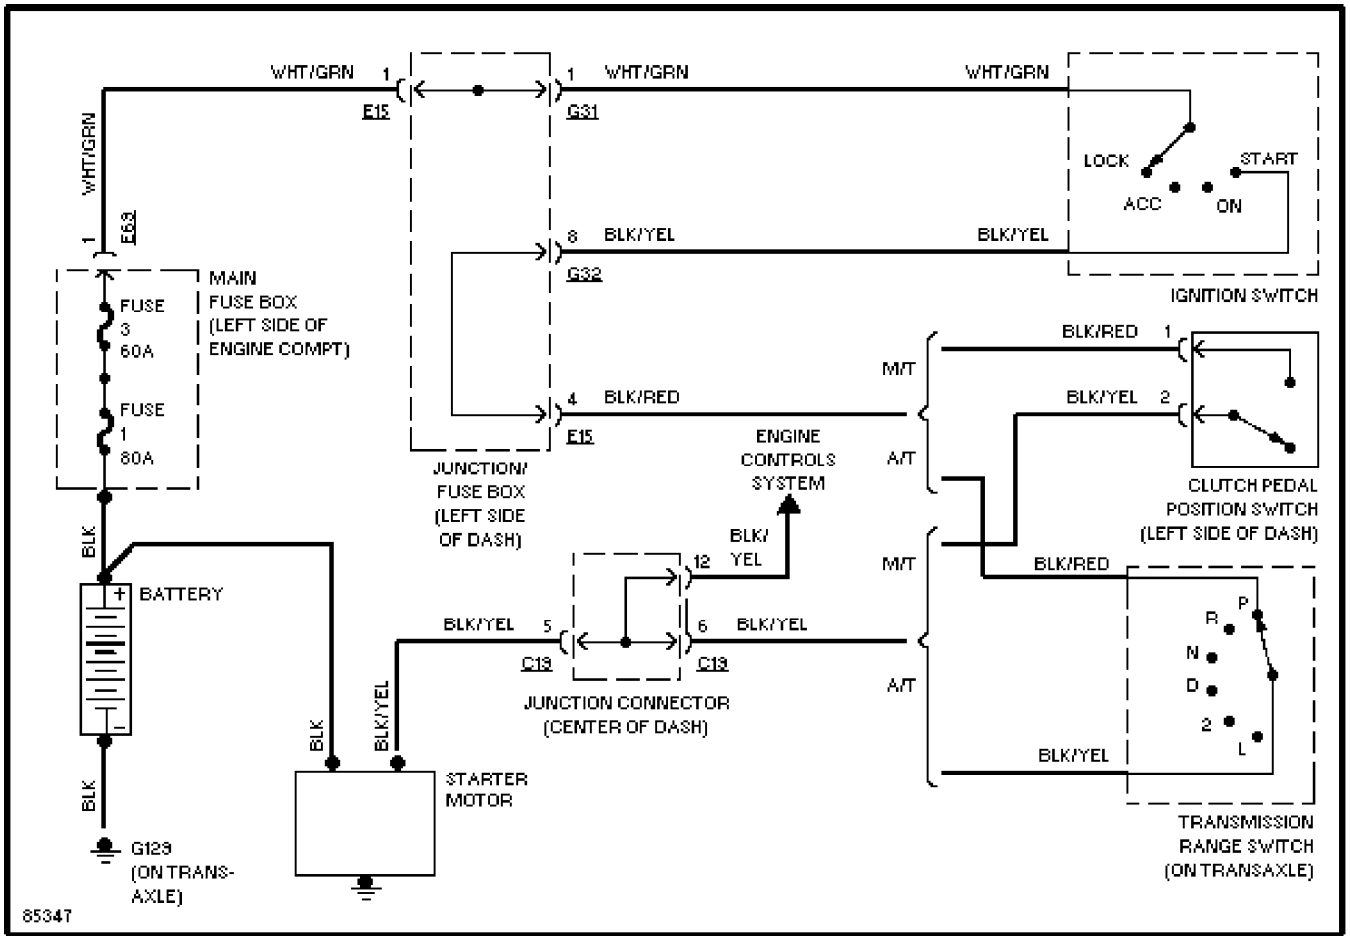 WHT/GRN 1
E15
1 WHT/GRN
G31
WHT/GRN
WHT/GRN
1
E63
LOCK
START
ACC
ON
IGNITION SWITCH
8 BLK/YEL
G32
BLK/YEL
MAIN
FUSE BOX
(LEFT SIDE OF
ENGINE COMPT)
FUSE
3
60A
FUSE
1
80A
4 BLK/RED
E15
JUNCTION/
FUSE BOX
(LEFT SIDE
OF DASH)
M/T
A/T
BLK/RED 1
BLK/YEL 2
CLUTCH PEDAL
POSITION SWITCH
(LEFT SIDE OF DASH)
ENGINE
CONTROLS
SYSTEM
BLK/
YEL
12
BLK
BATTERY
+
−
BLK/YEL 5
C19
6 BLK/YEL
C19
JUNCTION CONNECTOR
(CENTER OF DASH)
M/T
A/T
BLK/RED
P
R
N
D
2
L
BLK/YEL
TRANSMISSION
RANGE SWITCH
(ON TRANSAXLE)
BLK
BLK/YEL
STARTER
MOTOR
BLK
G129
(ON TRANS-
AXLE)
85347